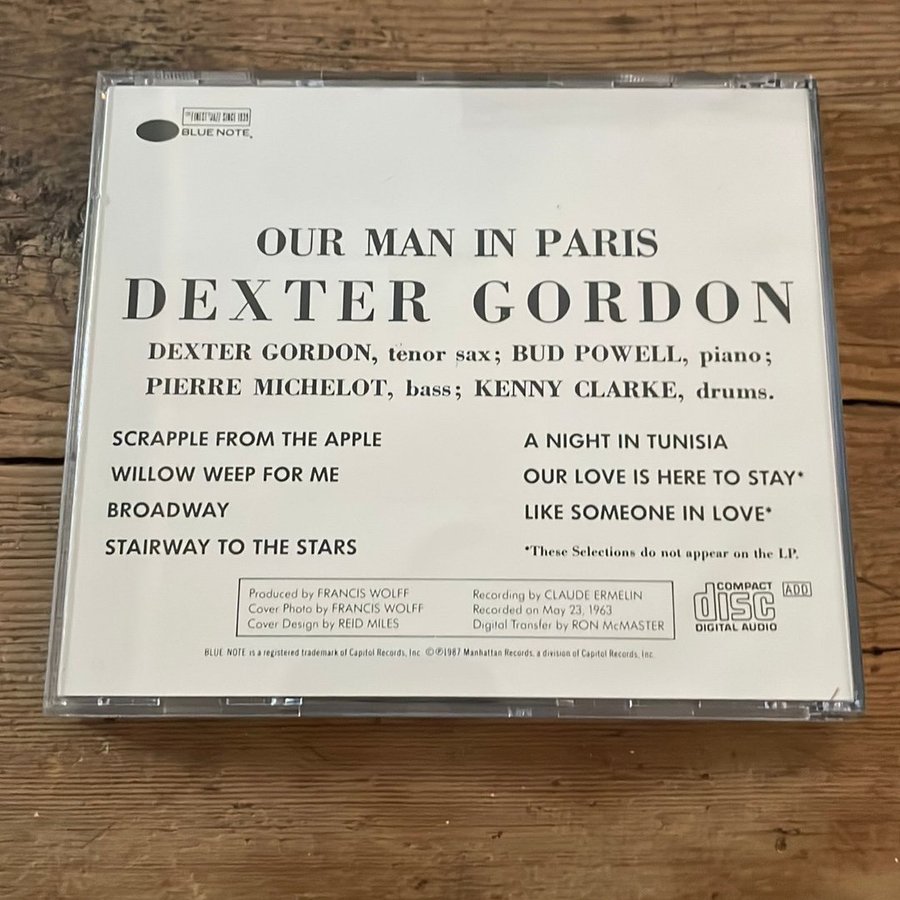 THE FINEST IN JAZZ SINCE 1939
BLUE NOTE.
OUR MAN IN PARIS
DEXTER GORDON
DEXTER GORDON, tenor sax; BUD POWELL, piano;
PIERRE MICHELOT, bass; KENNY CLARKE, drums.
SCRAPPLE FROM THE APPLE
WILLOW WEEP FOR ME
BROADWAY
STAIRWAY TO THE STARS
A NIGHT IN TUNISIA
OUR LOVE IS HERE TO STAY*
LIKE SOMEONE IN LOVE*
*These Selections do not appear on the LP.
Produced by FRANCIS WOLFF
Cover Photo by FRANCIS WOLFF
Cover Design by REID MILES
Recording by CLAUDE ERMELIN
Recorded on May 23, 1963
Digital Transfer by RON McMASTER
COMPACT
disc
DIGITAL AUDIO
ADD
BLUE NOTE is a registered trademark of Capitol Records, Inc. ©℗1987 Manhattan Records, a division of Capitol Records, Inc.